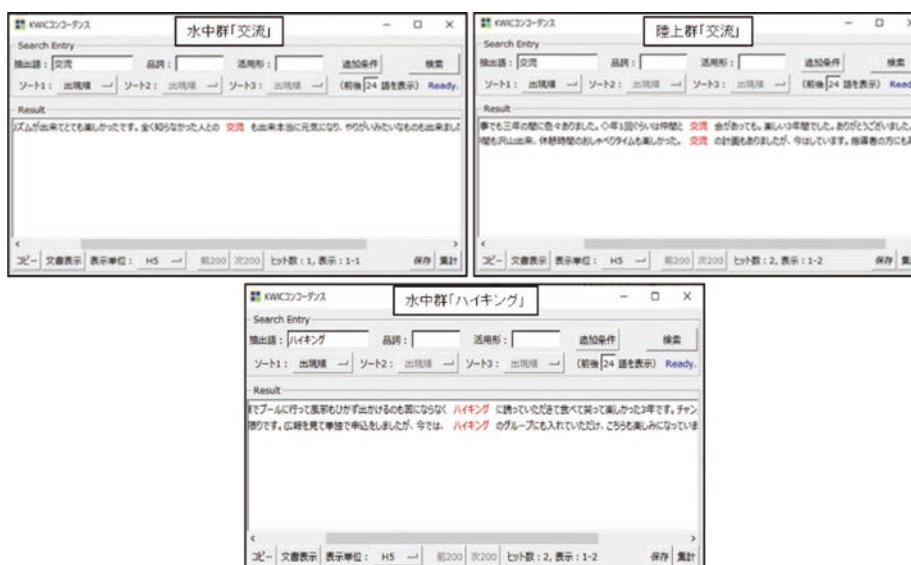 KWICコンコーダンス
水中群「交流」
Search Entry
抽出語：交流 品詞： 活用形： 追加条件 検索
ソート1： 出現順 ソート2： 出現順 ソート3： 出現順 (前後 24 語を表示) Ready.
Result
ズムが出来てとても楽しかったです。全く知らなかった人との 交流 も出来本当に元気になり、やりがいみたいなものも出来まし
コピー 文書表示 表示単位： H5 前200 次200 ヒット数：1, 表示：1-1 保存 集計
KWICコンコーダンス
陸上群「交流」
Search Entry
抽出語：交流 品詞： 活用形： 追加条件 検索
ソート1： 出現順 ソート2： 出現順 ソート3： 出現順 (前後 24 語を表示) Read
Result
事でも三年の間に色々ありました。◇年1回ぐらいは仲間と 交流 会があっても。楽しい3年間でした。ありがとうございました。
間も沢山出来、休憩時間のおしゃべりタイムも楽しかった。 交流 の計画もありましたが、今はしています。指導者の方にも
コピー 文書表示 表示単位： H5 前200 次200 ヒット数：2, 表示：1-2 保存 集
KWICコンコーダンス
水中群「ハイキング」
Search Entry
抽出語：ハイキング 品詞： 活用形： 追加条件 検索
ソート1： 出現順 ソート2： 出現順 ソート3： 出現順 (前後 24 語を表示) Ready.
Result
でプールに行って風邪もひかず出かけるのも苦にならなく ハイキング に誘っていただきて食べて笑って楽しかった3年です。チャン
限りです。広報を見て単独で申込をしましたが、今では、 ハイキング のグループにも入れていただけ、こちらも楽しみになっていま
コピー 文書表示 表示単位： H5 前200 次200 ヒット数：2, 表示：1-2 保存 集計